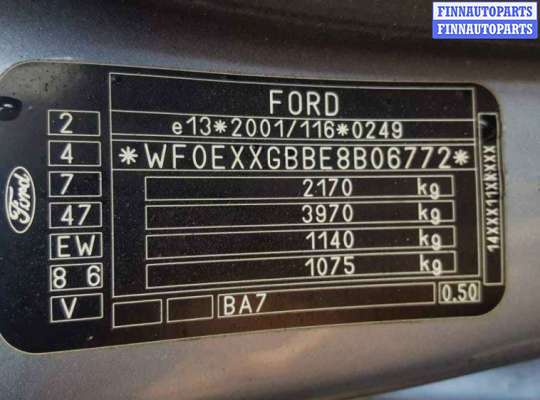 FINNAUTOPARTS
FINNAUTOPARTS
FORD
e13*2001/116*0249
*WF0EXXGBBE8B06772*
2170 kg
3970 kg
1140 kg
1075 kg
BA7
0.50
2
4
7
47
EW
8 6
V
Ford
14XXX11XRXXX